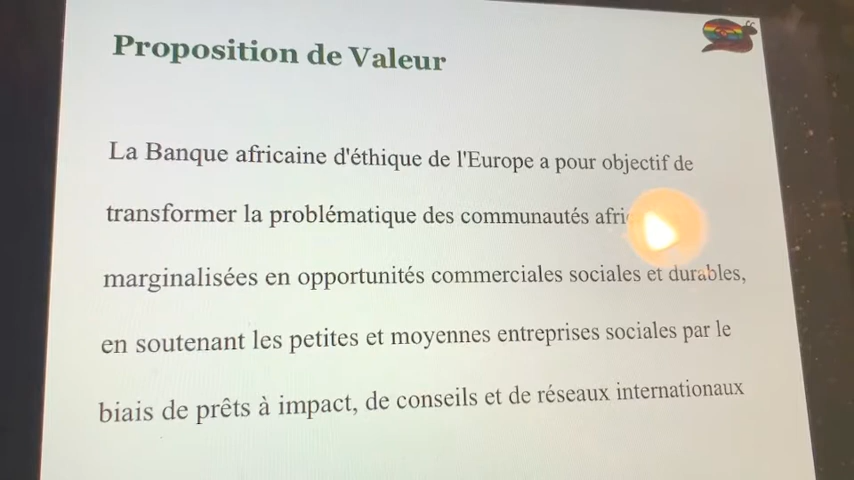 Proposition de Valeur
La Banque africaine d'éthique de l'Europe a pour objectif de
transformer la problématique des communautés
marginalisées en opportunités commerciales sociales et durables,
en soutenant les petites et moyennes entreprises sociales par le
biais de prêts à impact, de conseils et de réseaux internationaux